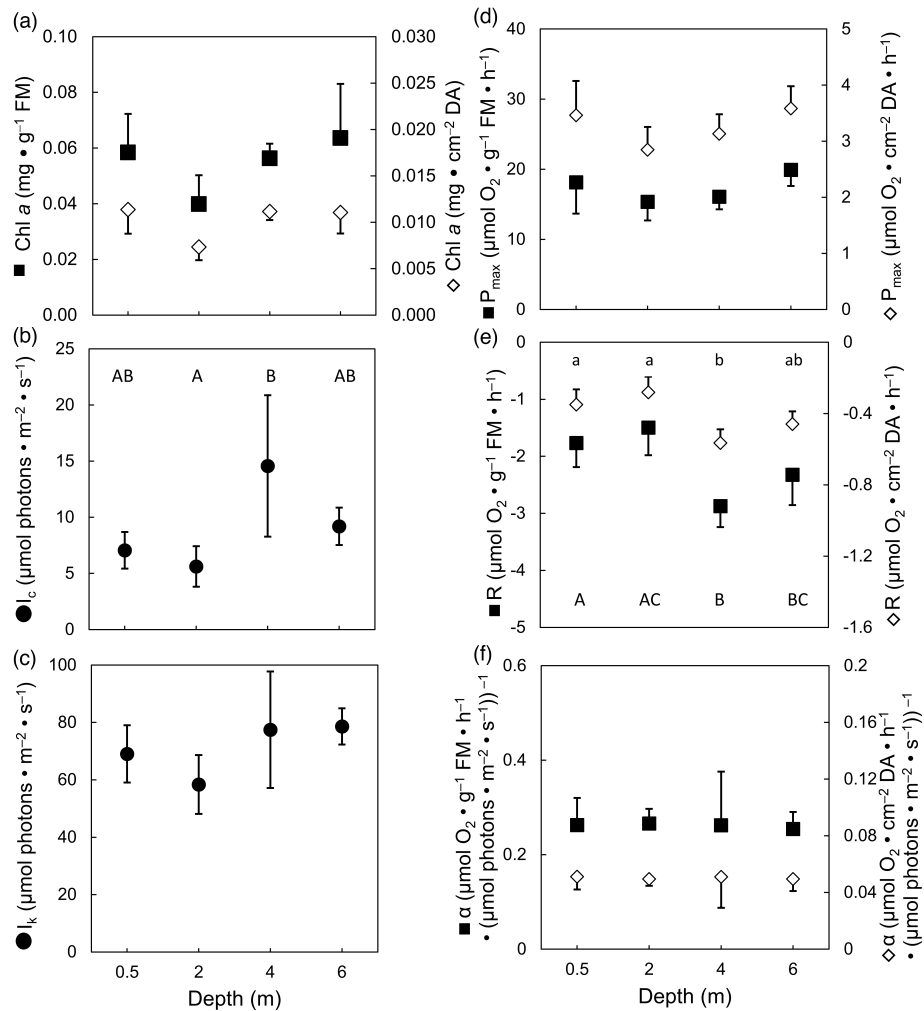 (a)
0.10
0.08
0.06
0.04
0.02
0.00
■ Chl a (mg • g⁻¹ FM)
0.030
0.025
0.020
0.015
0.010
0.005
0.000
◇ Chl a (mg • cm⁻² DA)
(b)
25
20
15
10
5
0
● I_c (µmol photons • m⁻² • s⁻¹)
AB A B AB
(c)
100
80
60
40
20
0
● I_k (µmol photons • m⁻² • s⁻¹)
0.5 2 4 6
Depth (m)
(d)
40
30
20
10
0
■ P_max (µmol O₂ • g⁻¹ FM • h⁻¹)
5
4
3
2
1
0
◇ P_max (µmol O₂ • cm⁻² DA • h⁻¹)
(e)
0
-1
-2
-3
-4
-5
■ R (µmol O₂ • g⁻¹ FM • h⁻¹)
a a b ab
A AC B BC
0
-0.4
-0.8
-1.2
-1.6
◇ R (µmol O₂ • cm⁻² DA • h⁻¹)
(f)
0.6
0.4
0.2
0
■ α (µmol O₂ • g⁻¹ FM • h⁻¹
• (µmol photons • m⁻² • s⁻¹))⁻¹
0.2
0.16
0.12
0.08
0.04
0
◇ α (µmol O₂ • cm⁻² DA • h⁻¹
• (µmol photons • m⁻² • s⁻¹))⁻¹
0.5 2 4 6
Depth (m)